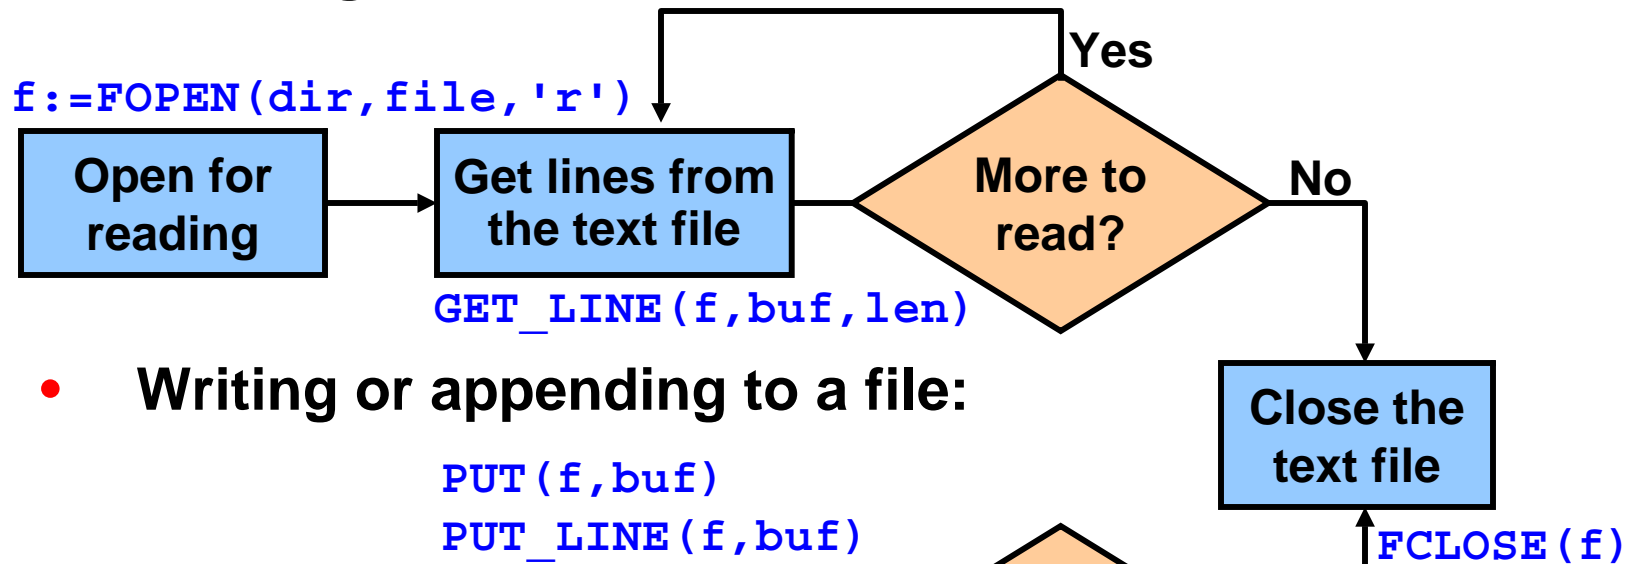 f:=FOPEN(dir,file,'r')
Open for
reading
Get lines from
the text file
GET_LINE(f,buf,len)
More to
read?
Yes
No
Close the
text file
• Writing or appending to a file:
PUT(f,buf)
PUT_LINE(f,buf)
FCLOSE(f)